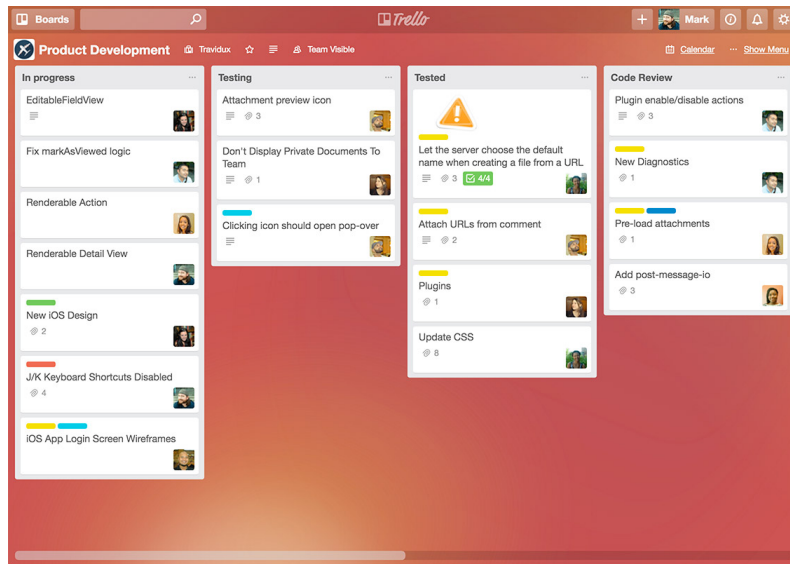 Boards
Trello
Mark
Product Development
Travidux
Team Visible
Calendar
Show Menu
In progress
EditableFieldView
Fix markAsViewed logic
Renderable Action
Renderable Detail View
New iOS Design
2
J/K Keyboard Shortcuts Disabled
4
iOS App Login Screen Wireframes
Testing
Attachment preview icon
3
Don't Display Private Documents To
Team
1
Clicking icon should open pop-over
Tested
Let the server choose the default
name when creating a file from a URL
3 4/4
Attach URLs from comment
2
Plugins
1
Update CSS
8
Code Review
Plugin enable/disable actions
3
New Diagnostics
1
Pre-load attachments
1
Add post-message-io
3